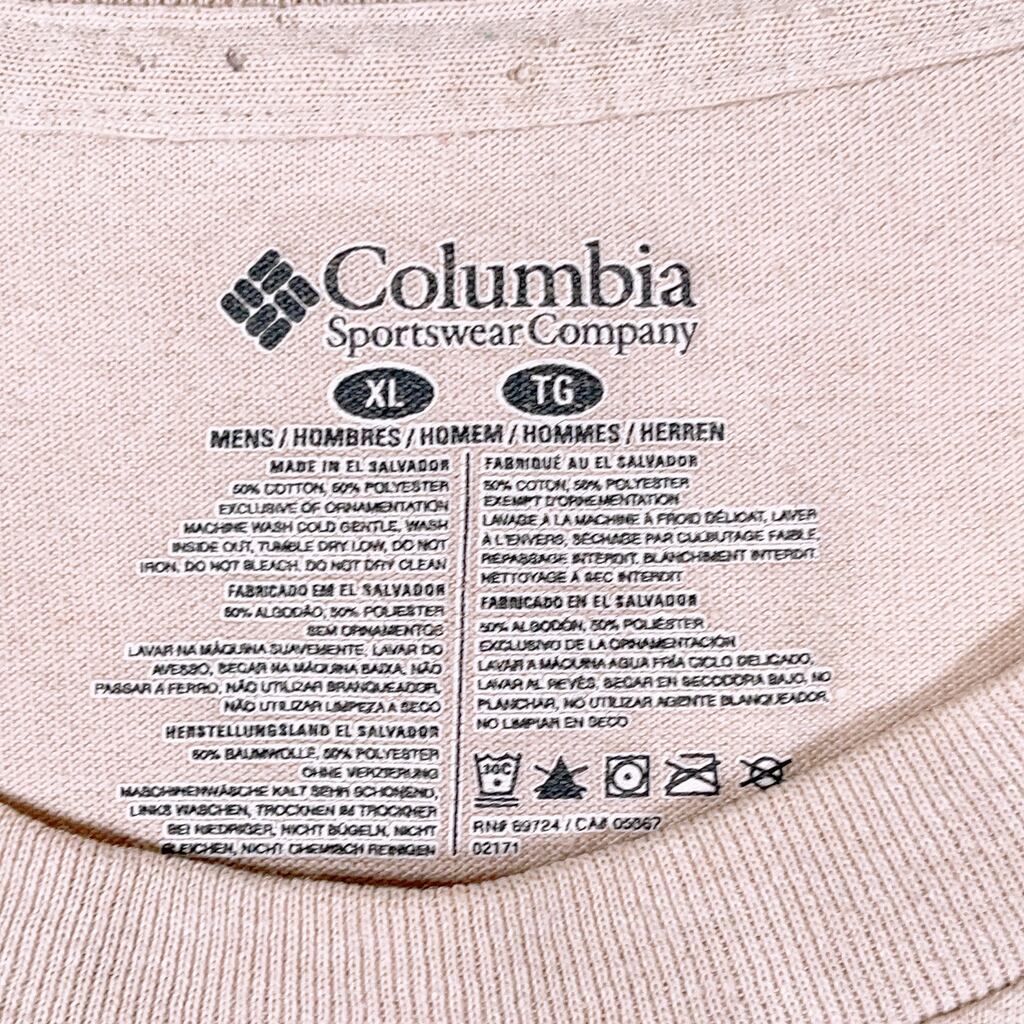 Columbia
Sportswear Company
XL TG
MENS / HOMBRES / HOMEM / HOMMES / HERREN
MADE IN EL SALVADOR
50% COTTON, 50% POLYESTER
EXCLUSIVE OF ORNAMENTATION
MACHINE WASH COLD GENTLE, WASH
INSIDE OUT, TUMBLE DRY LOW, DO NOT
IRON, DO NOT BLEACH, DO NOT DRY CLEAN
FABRICADO EM EL SALVADOR
50% ALGODÃO, 50% POLIESTER
SEM ORNAMENTOS
LAVAR NA MÁQUINA SUAVEMENTE, LAVAR DO
AVESSO, SECAR NA MÁQUINA BAIXA, NÃO
PASSAR A FERRO, NÃO UTILIZAR BRANQUEADOR,
NÃO UTILIZAR LIMPEZA A SECO
HERSTELLUNGSLAND EL SALVADOR
50% BAUMWOLLE, 50% POLYESTER
OHNE VERZIERUNG
MASCHINENWÄSCHE KALT SEHR SCHONEND,
LINKS WASCHEN, TROCKNEN IM TROCKNER
BEI NIEDRIGER, NICHT BÜGELN, NICHT
BLEICHEN, NICHT CHEMISCH REINIGEN
FABRIQUÉ AU EL SALVADOR
50% COTON, 50% POLYESTER
EXEMPT D'ORNEMENTATION
LAVAGE À LA MACHINE À FROID DÉLICAT, LAVER
À L'ENVERS, SÉCHAGE PAR CULBUTAGE FAIBLE,
REPASSAGE INTERDIT, BLANCHIMENT INTERDIT
NETTOYAGE À SEC INTERDIT
FABRICADO EN EL SALVADOR
50% ALGODÓN, 50% POLIÉSTER
EXCLUSIVO DE LA ORNAMENTACIÓN
LAVAR A MÁQUINA AGUA FRÍA CICLO DELICADO,
LAVAR AL REVÉS, SECAR EN SECODORA BAJO, NO
PLANCHAR, NO UTILIZAR AGENTE BLANQUEADOR
NO LIMPIAR EN SECO
30C
RN# 69724 / CA# 05367
02171